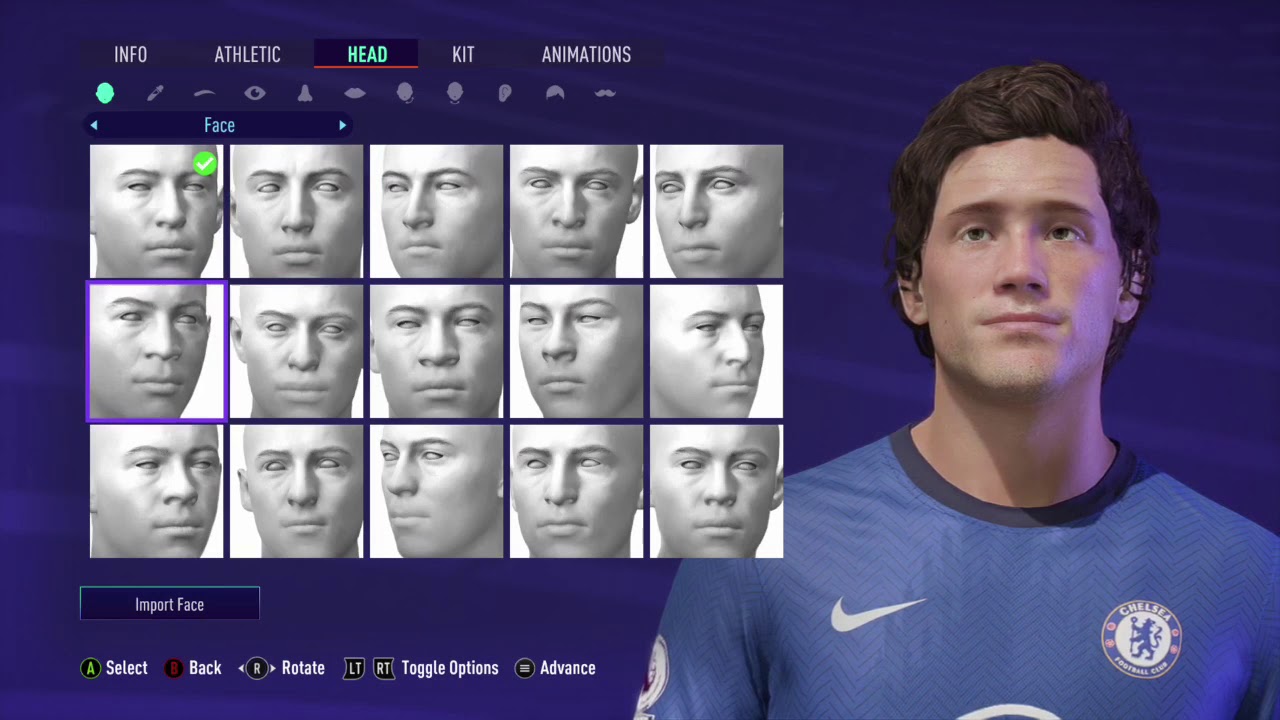 INFO ATHLETIC HEAD KIT ANIMATIONS
Face
Import Face
A Select B Back R Rotate LT RT Toggle Options Advance
CHELSEA
FOOTBALL CLUB